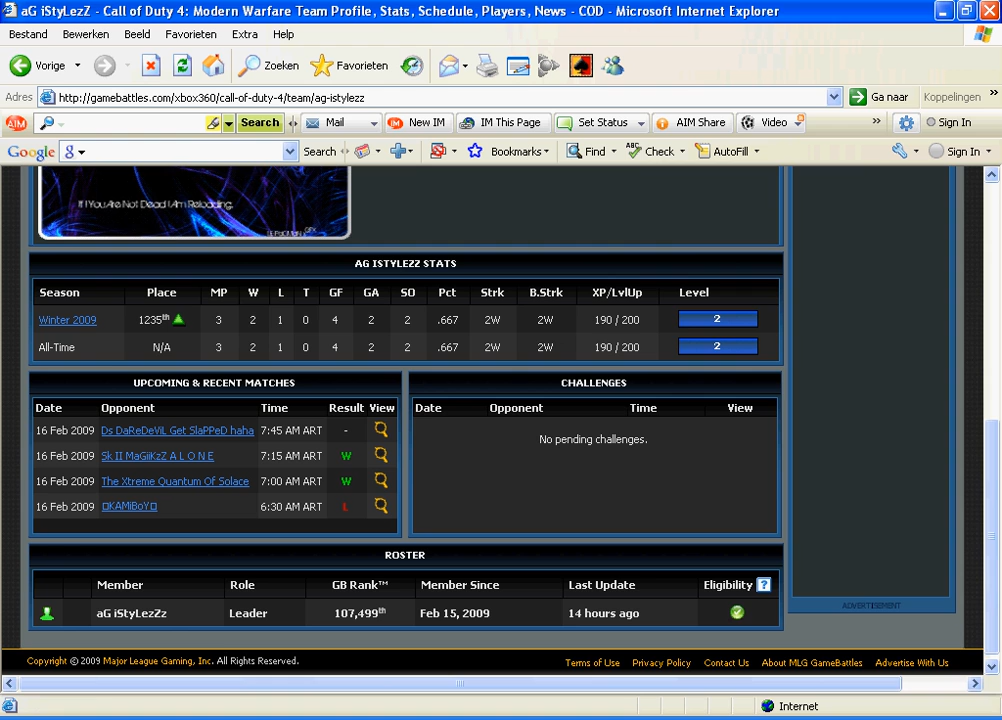 aG iStyLezZ - Call of Duty 4: Modern Warfare Team Profile, Stats, Schedule, Players, News - COD - Microsoft Internet Explorer
Bestand Bewerken Beeld Favorieten Extra Help
Vorige Zoeken Favorieten
Adres http://gamebattles.com/xbox360/call-of-duty-4/team/ag-istylezz Ga naar Koppelingen »
AIM Search Mail New IM IM This Page Set Status AIM Share Video » Sign In
Google Search Bookmarks Find Check AutoFill Sign In
If I You Are Not Dead I Am Reloading.
AG ISTYLEZZ STATS
Season Place MP W L T GF GA SO Pct Strk B.Strk XP/LvlUp Level
Winter 2009 1235th 3 2 1 0 4 2 2 .667 2W 2W 190 / 200 2
All-Time N/A 3 2 1 0 4 2 2 .667 2W 2W 190 / 200 2
UPCOMING & RECENT MATCHES
Date Opponent Time Result View
16 Feb 2009 Ds DaReDeViL Get SlaPPeD haha 7:45 AM ART -
16 Feb 2009 Sk II MaGiiKzZ A L O N E 7:15 AM ART W
16 Feb 2009 The Xtreme Quantum Of Solace 7:00 AM ART W
16 Feb 2009 ¤KAMiBoY¤ 6:30 AM ART L
CHALLENGES
Date Opponent Time View
No pending challenges.
ROSTER
Member Role GB Rank™ Member Since Last Update Eligibility ?
aG iStyLezZz Leader 107,499th Feb 15, 2009 14 hours ago
ADVERTISEMENT
Copyright © 2009 Major League Gaming, Inc. All Rights Reserved. Terms of Use Privacy Policy Contact Us About MLG GameBattles Advertise With Us
Internet